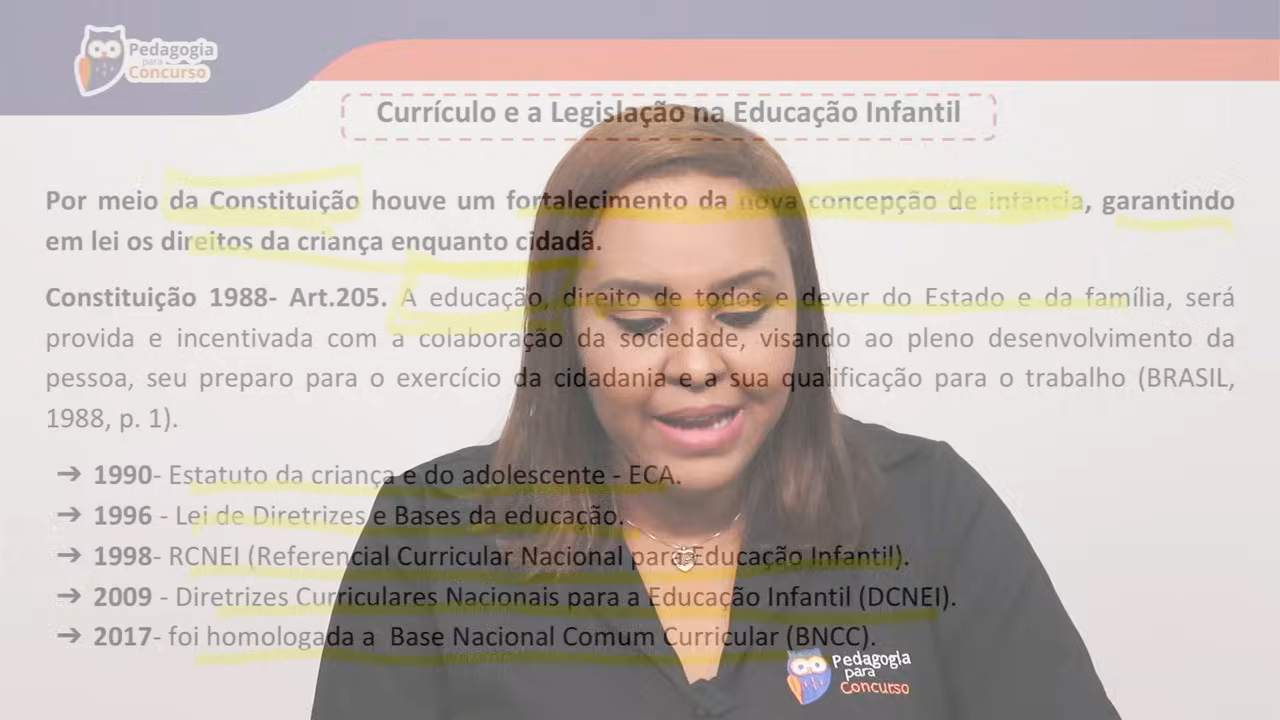 Pedagogia
para
Concurso
Currículo e a Legislação na Educação Infantil
Por meio da Constituição houve um fortalecimento da nova concepção de infância, garantindo
em lei os direitos da criança enquanto cidadã.
Constituição 1988- Art.205. A educação, direito de todos e dever do Estado e da família, será
provida e incentivada com a colaboração da sociedade, visando ao pleno desenvolvimento da
pessoa, seu preparo para o exercício da cidadania e a sua qualificação para o trabalho (BRASIL,
1988, p. 1).
➔ 1990- Estatuto da criança e do adolescente - ECA.
➔ 1996 - Lei de Diretrizes e Bases da educação.
➔ 1998- RCNEI (Referencial Curricular Nacional para Educação Infantil).
➔ 2009 - Diretrizes Curriculares Nacionais para a Educação Infantil (DCNEI).
➔ 2017- foi homologada a Base Nacional Comum Curricular (BNCC).
Pedagogia
para
Concurso